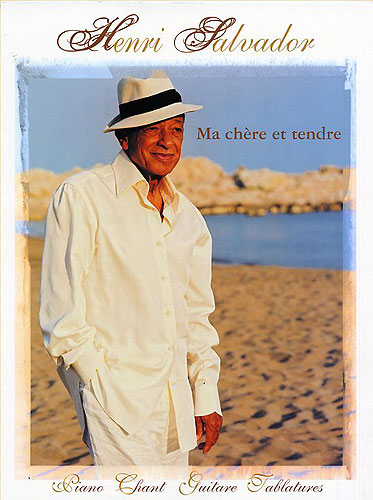 Henri Salvador
Ma chère et tendre
Piano Chant Guitare Tablatures